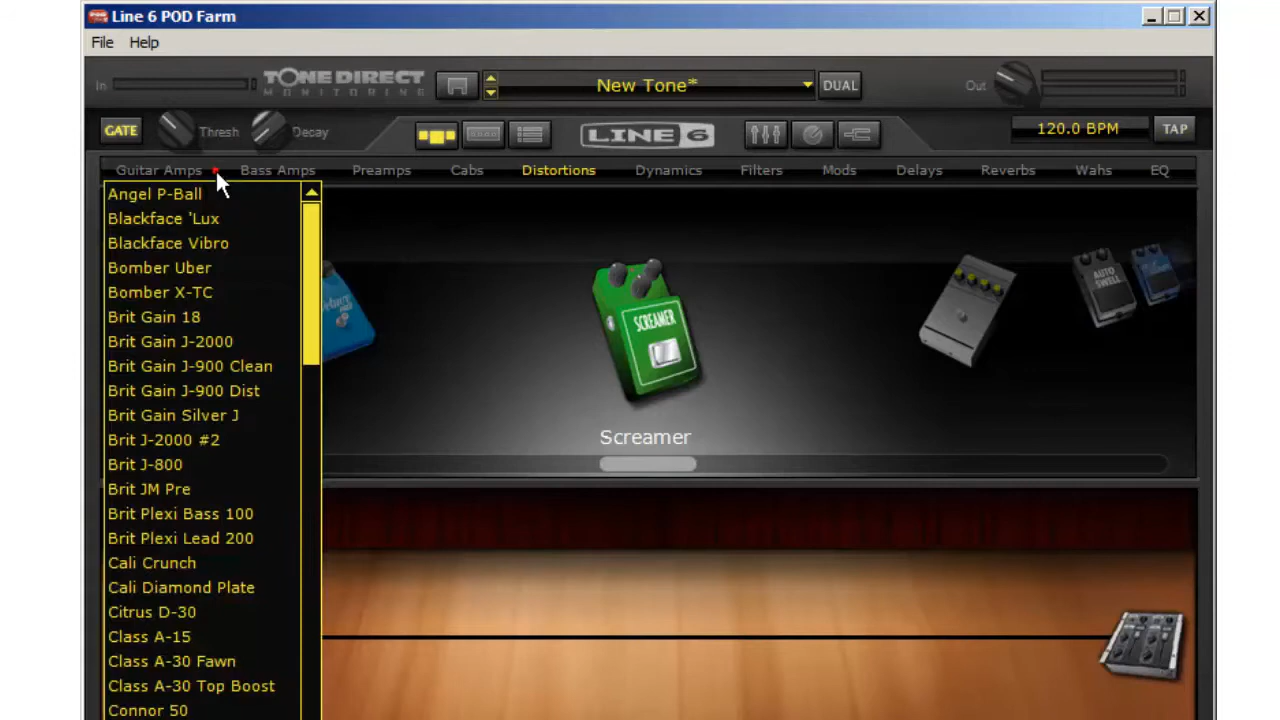 Line 6 POD Farm
File Help
In TONEDIRECT MONITORING New Tone* DUAL Out
GATE Thresh Decay LINE 6 120.0 BPM TAP
Guitar Amps Bass Amps Preamps Cabs Distortions Dynamics Filters Mods Delays Reverbs Wahs EQ
Angel P-Ball
Blackface 'Lux
Blackface Vibro
Bomber Uber
Bomber X-TC
Brit Gain 18
Brit Gain J-2000
Brit Gain J-900 Clean
Brit Gain J-900 Dist
Brit Gain Silver J
Brit J-2000 #2
Brit J-800
Brit JM Pre
Brit Plexi Bass 100
Brit Plexi Lead 200
Cali Crunch
Cali Diamond Plate
Citrus D-30
Class A-15
Class A-30 Fawn
Class A-30 Top Boost
Connor 50
SCREAMER
AUTO SWELL
Screamer